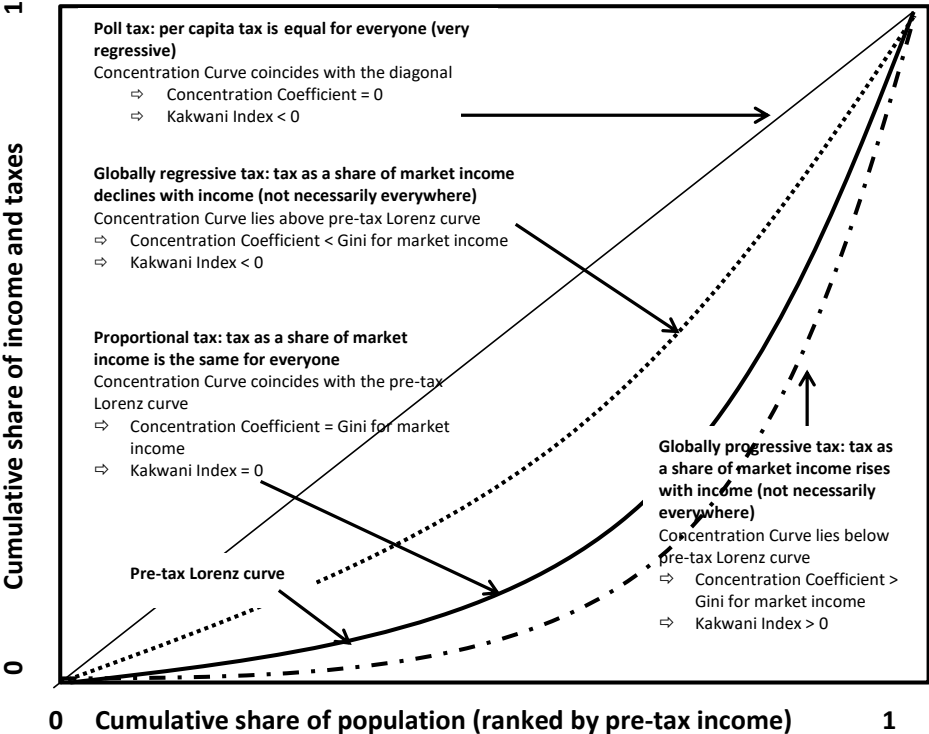 Poll tax: per capita tax is equal for everyone (very
regressive)
Concentration Curve coincides with the diagonal
⇨ Concentration Coefficient = 0
⇨ Kakwani Index < 0
Globally regressive tax: tax as a share of market income
declines with income (not necessarily everywhere)
Concentration Curve lies above pre-tax Lorenz curve
⇨ Concentration Coefficient < Gini for market income
⇨ Kakwani Index < 0
Proportional tax: tax as a share of market
income is the same for everyone
Concentration Curve coincides with the pre-tax
Lorenz curve
⇨ Concentration Coefficient = Gini for market
income
⇨ Kakwani Index = 0
Pre-tax Lorenz curve
Globally progressive tax: tax as
a share of market income rises
with income (not necessarily
everywhere)
Concentration Curve lies below
pre-tax Lorenz curve
⇨ Concentration Coefficient >
Gini for market income
⇨ Kakwani Index > 0
0 Cumulative share of income and taxes 1
0 Cumulative share of population (ranked by pre-tax income) 1